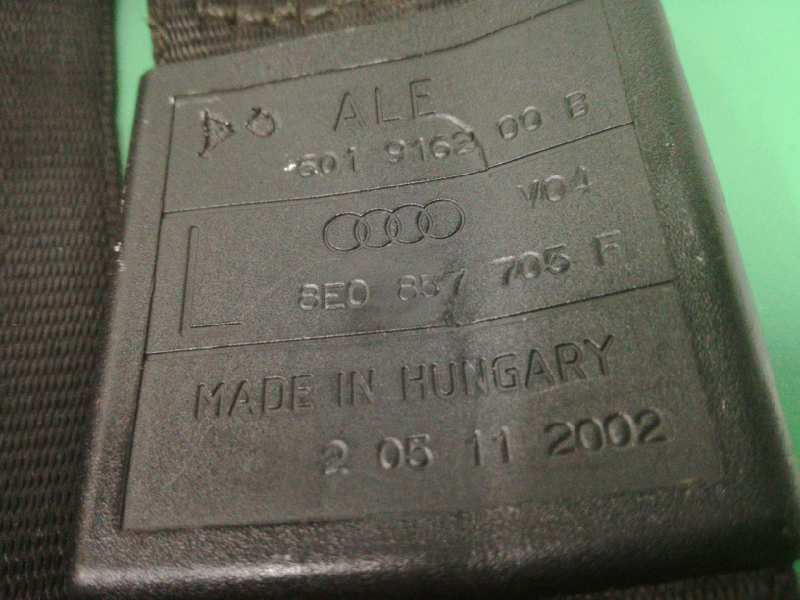 ALE
601 9162 00 B
V04
L
8E0 857 705 F
MADE IN HUNGARY
2 05 11 2002